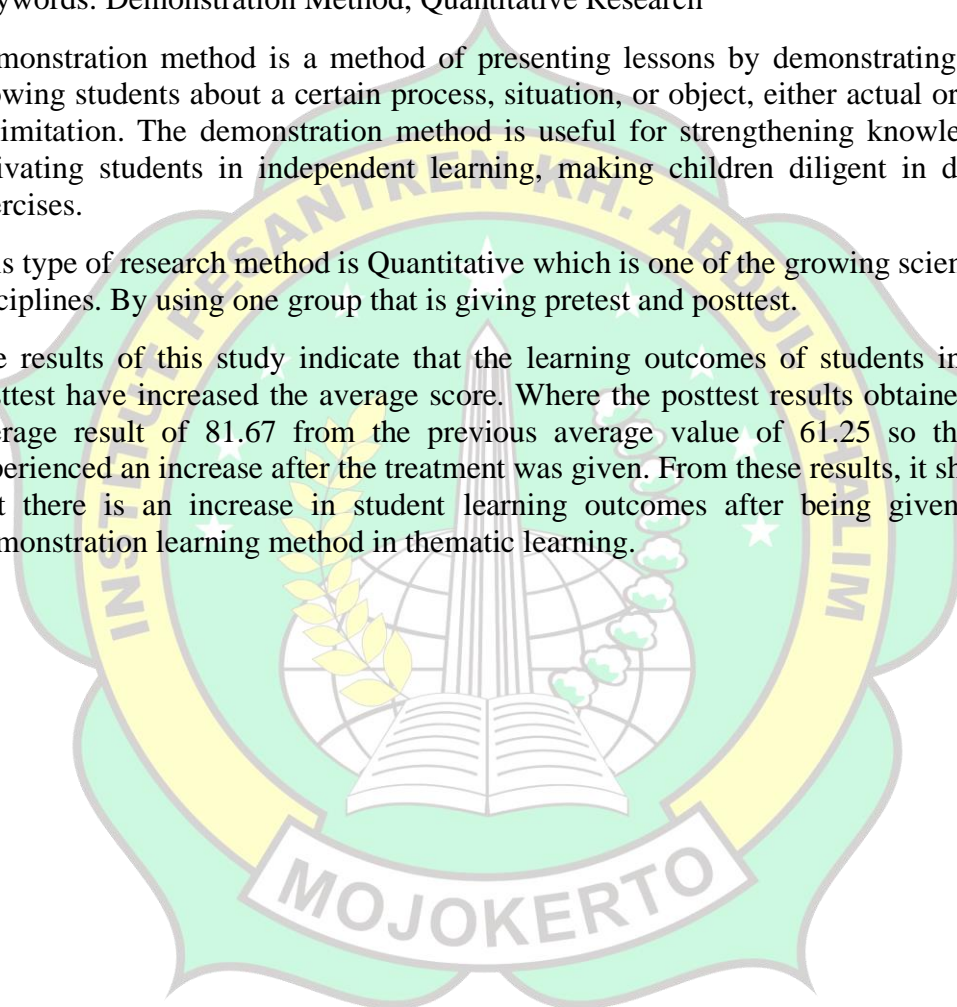 ywords: Demonstration Method, Quantitative Research
monstration method is a method of presenting lessons by demonstrating
owing students about a certain process, situation, or object, either actual or
imitation. The demonstration method is useful for strengthening knowle
ivating students in independent learning, making children diligent in d
ercises.
is type of research method is Quantitative which is one of the growing scien
ciplines. By using one group that is giving pretest and posttest.
e results of this study indicate that the learning outcomes of students in
sttest have increased the average score. Where the posttest results obtaine
erage result of 81.67 from the previous average value of 61.25 so th
perienced an increase after the treatment was given. From these results, it sh
t there is an increase in student learning outcomes after being given
monstration learning method in thematic learning.
INSTITUT PESANTREN KH. ABDUL CHALIM
MOJOKERTO